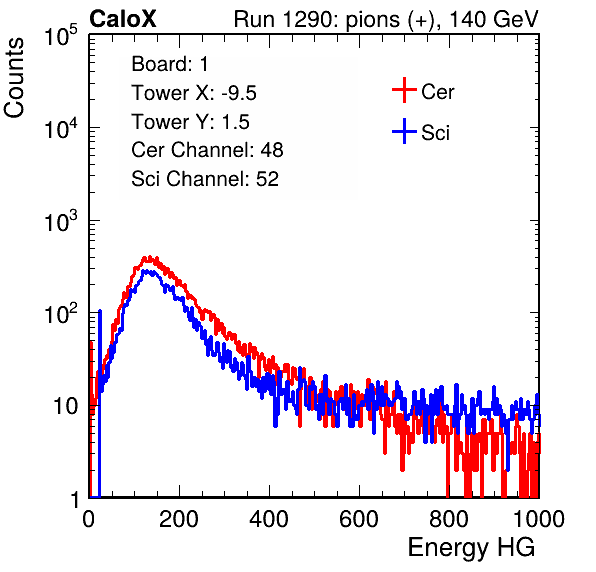 CaloX Run 1290: pions (+), 140 GeV
Counts
Board: 1
Tower X: -9.5
Tower Y: 1.5
Cer Channel: 48
Sci Channel: 52
Cer
Sci
10^5
10^4
10^3
10^2
10
1
0 200 400 600 800 1000
Energy HG